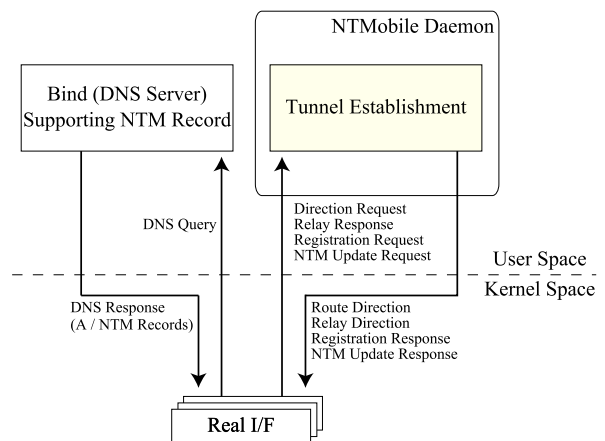 NTMobile Daemon
Bind (DNS Server)
Supporting NTM Record
Tunnel Establishment
DNS Query
Direction Request
Relay Response
Registration Request
NTM Update Request
User Space
Kernel Space
DNS Response
(A / NTM Records)
Route Direction
Relay Direction
Registration Response
NTM Update Response
Real I/F